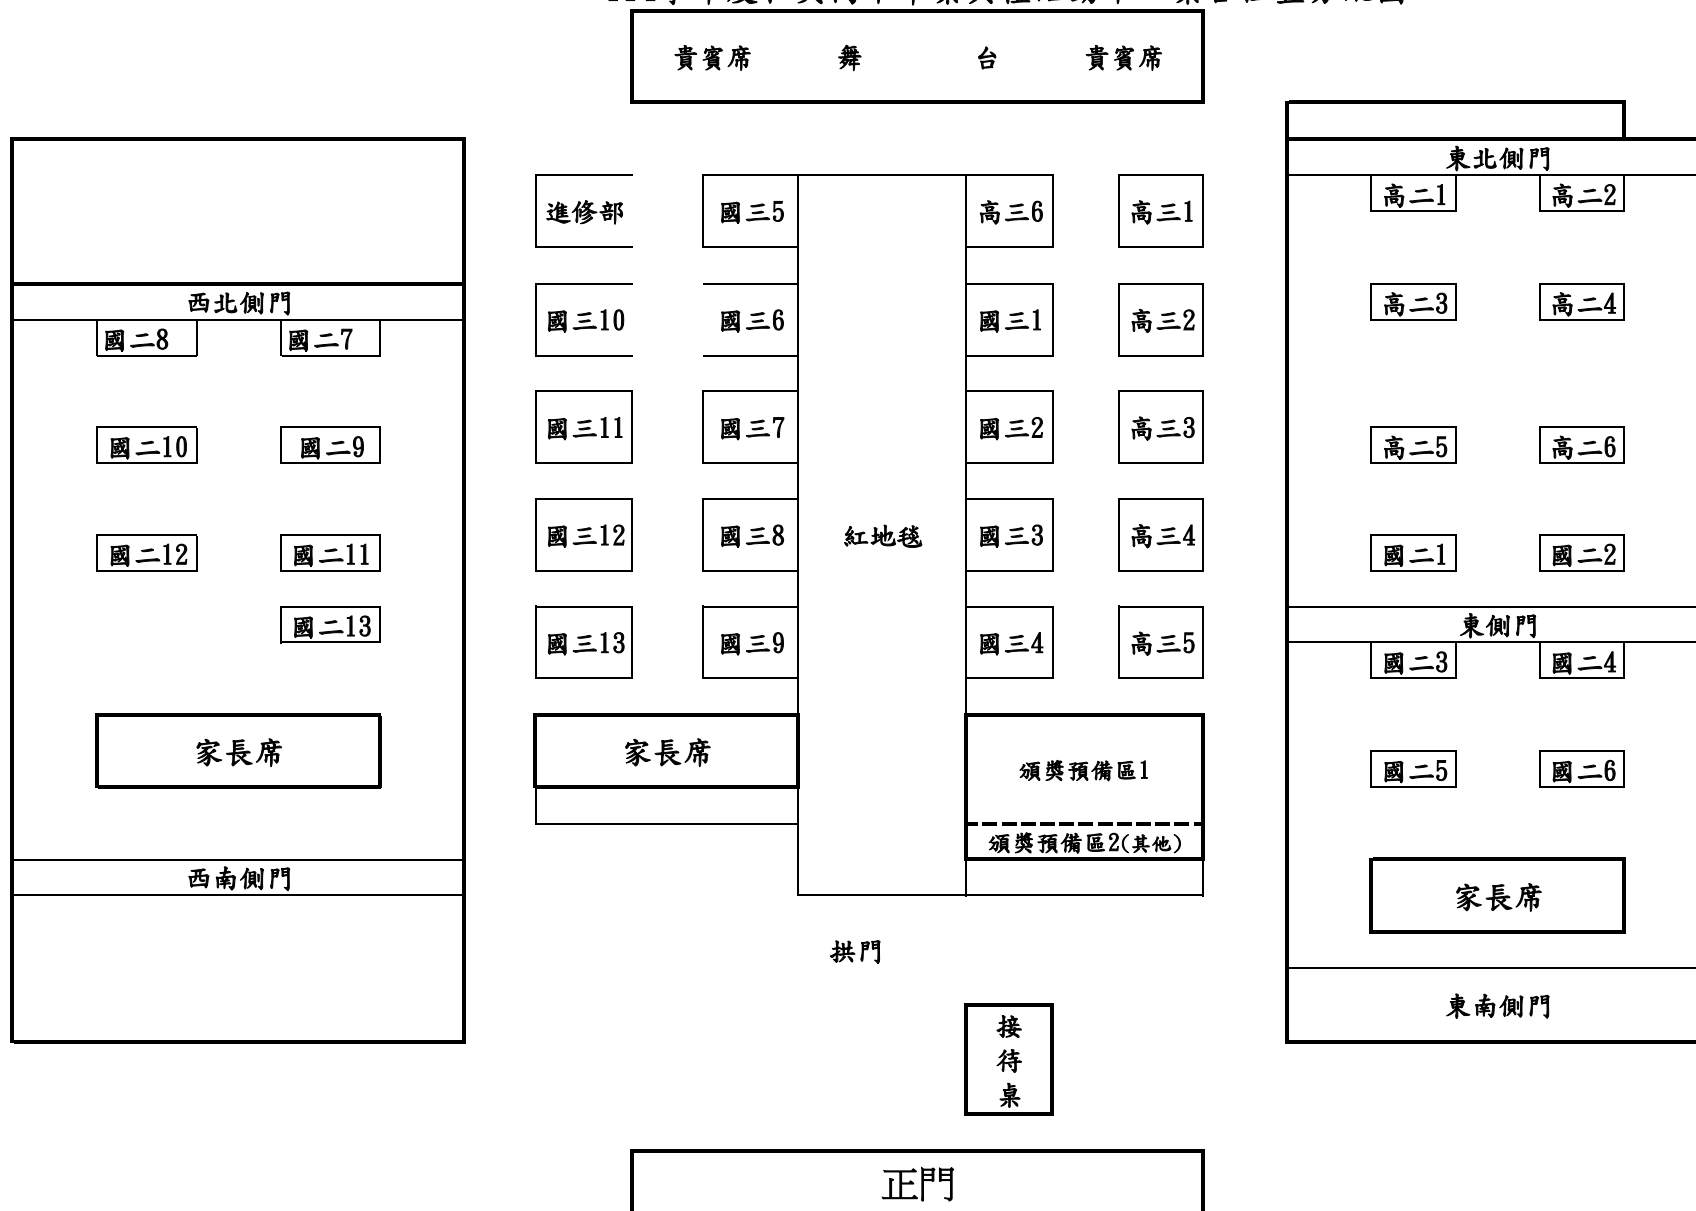 貴賓席 舞 台 貴賓席
東北側門
進修部 國三5 高三6 高三1 高二1 高二2
西北側門
國三10 國三6 國三1 高三2 高二3 高二4
國二8 國二7
國三11 國三7 國三2 高三3
國二10 國二9 高二5 高二6
國三12 國三8 紅地毯 國三3 高三4
國二12 國二11 國二1 國二2
國二13 東側門
國三13 國三9 國三4 高三5
國二3 國二4
家長席 家長席
頒獎預備區1 國二5 國二6
頒獎預備區2(其他)
西南側門
家長席
拱門
東南側門
接
待
桌
正門